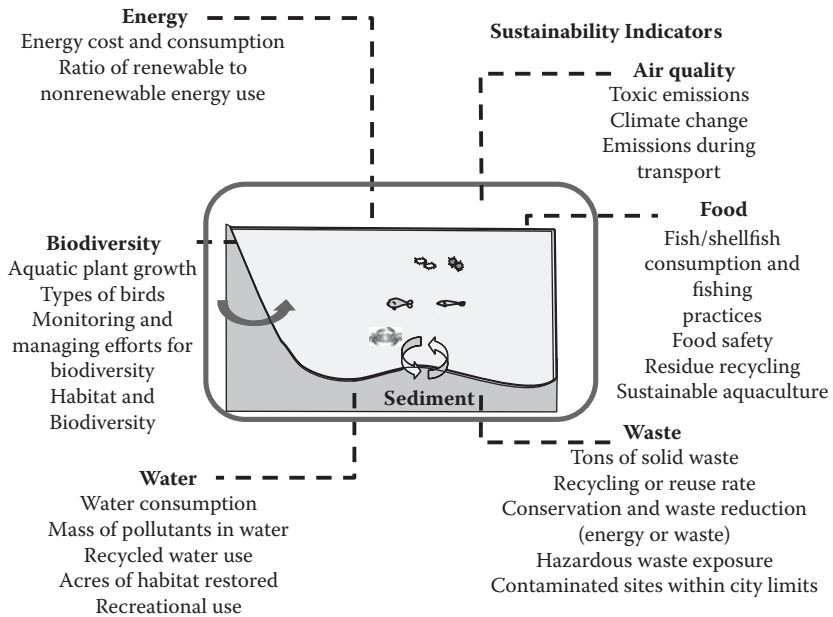 Energy
Energy cost and consumption
Ratio of renewable to
nonrenewable energy use
Sustainability Indicators
Air quality
Toxic emissions
Climate change
Emissions during
transport
Food
Fish/shellfish
consumption and
fishing
practices
Food safety
Residue recycling
Sustainable aquaculture
Biodiversity
Aquatic plant growth
Types of birds
Monitoring and
managing efforts for
biodiversity
Habitat and
Biodiversity
Sediment
Water
Water consumption
Mass of pollutants in water
Recycled water use
Acres of habitat restored
Recreational use
Waste
Tons of solid waste
Recycling or reuse rate
Conservation and waste reduction
(energy or waste)
Hazardous waste exposure
Contaminated sites within city limits